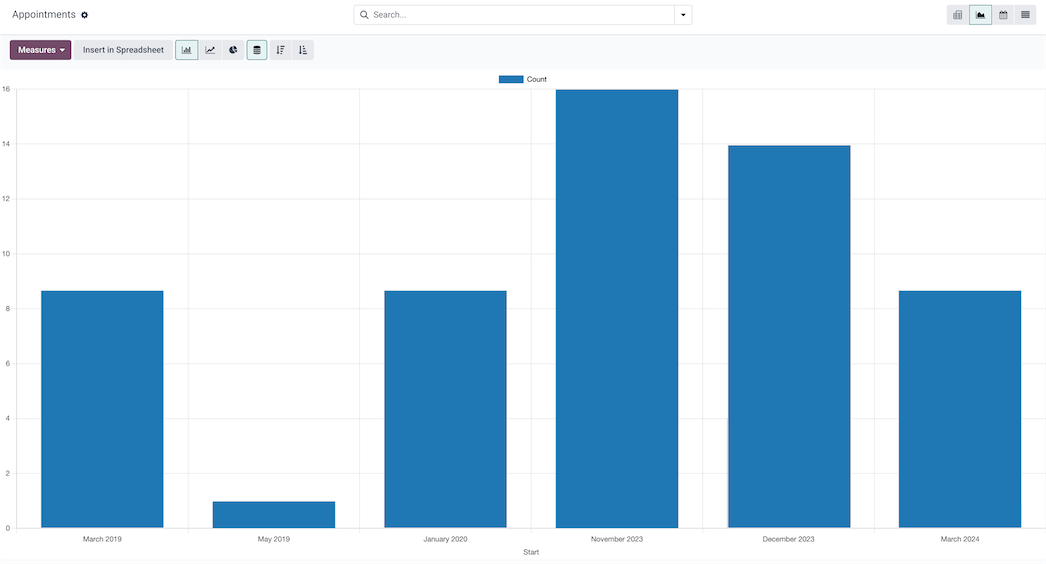 Appointments
Search...
Measures
Insert in Spreadsheet
Count
16
14
12
10
8
6
4
2
0
March 2019 May 2019 January 2020 November 2023 December 2023 March 2024
Start